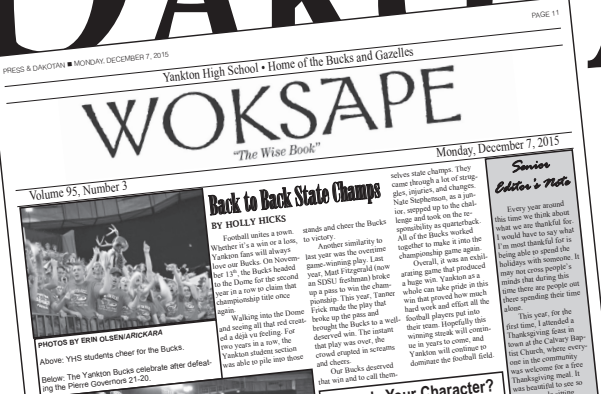 PRESS & DAKOTAN ■ MONDAY, DECEMBER 7, 2015
PAGE 11
Yankton High School • Home of the Bucks and Gazelles
WOKSAPE
"The Wise Book"
Volume 95, Number 3
Monday, December 7, 2015
PHOTOS BY ERIN OLSEN/ARICKARA
Above: YHS students cheer for the Bucks.
Below: The Yankton Bucks celebrate after defeat-
ing the Pierre Governors 21-20.
Back to Back State Champs
BY HOLLY HICKS
Football unites a town.
Whether it's a win or a loss,
Yankton fans will always
love our Bucks. On Novem-
ber 13th, the Bucks headed
to the Dome for the second
year in a row to claim that
championship title once
again.
Walking into the Dome
and seeing all that red creat-
ed a déjà vu feeling. For
two years in a row, the
Yankton student section
was able to pile into those
stands and cheer the Bucks
to victory.
Another similarity to
last year was the overtime
game-winning play. Last
year, Matt Fitzgerald (now
an SDSU freshman) broke
up a pass to win the cham-
pionship. This year, Tanner
Frick made the play that
broke up the pass and
brought the Bucks to a well-
deserved win. The instant
that play was over, the
crowd erupted in screams
and cheers.
Our Bucks deserved
that win and to call them-
selves state champs. They
came through a lot of strug-
gles, injuries, and changes.
Nate Stephenson, as a jun-
ior, stepped up to the chal-
lenge and took on the re-
sponsibility as quarterback.
All of the Bucks worked
together to make it into the
championship game again.
Overall, it was an exhil-
arating game that produced
a huge win. Yankton as a
whole can take pride in this
win that proved how much
hard work and effort all the
football players put into
their team. Hopefully this
winning streak will contin-
ue in years to come, and
Yankton will continue to
dominate the football field.
Your Character?
Senior
Editor's Note
Every year around
this time we think about
what we are thankful for.
I would have to say what
I'm most thankful for is
being able to spend the
holidays with someone. It
may not cross people's
minds that during this
time there are people out
there spending their time
alone.
This year, for the
first time, I attended a
Thanksgiving feast in
town at the Calvary Bap-
tist Church, where every-
one in the community
was welcome for a free
Thanksgiving meal. It
was beautiful to see so